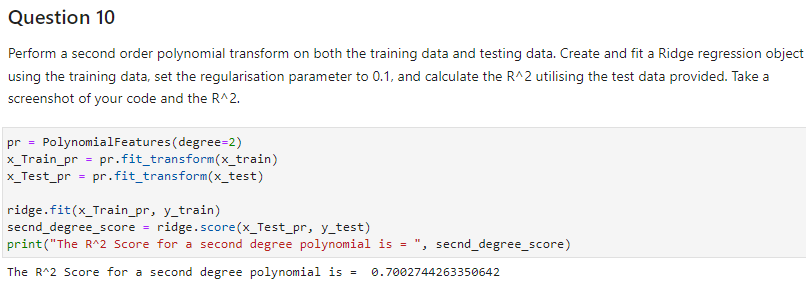 Question 10
Perform a second order polynomial transform on both the training data and testing data. Create and fit a Ridge regression object
using the training data, set the regularisation parameter to 0.1, and calculate the R^2 utilising the test data provided. Take a
screenshot of your code and the R^2.
pr = PolynomialFeatures(degree=2)
x_Train_pr = pr.fit_transform(x_train)
x_Test_pr = pr.fit_transform(x_test)
ridge.fit(x_Train_pr, y_train)
secnd_degree_score = ridge.score(x_Test_pr, y_test)
print("The R^2 Score for a second degree polynomial is = ", secnd_degree_score)
The R^2 Score for a second degree polynomial is =  0.7002744263350642